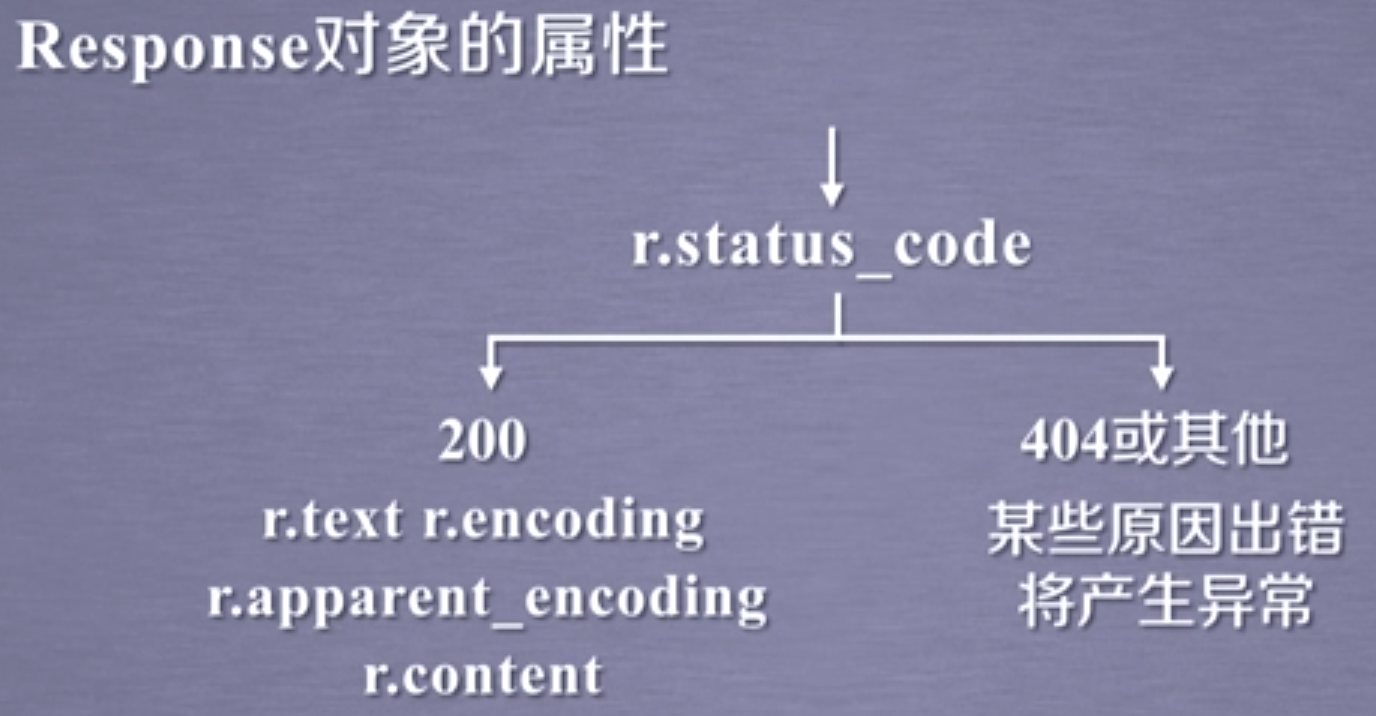 Response对象的属性
r.status_code
200
404或其他
r.text r.encoding
某些原因出错
r.apparent_encoding
将产生异常
r.content